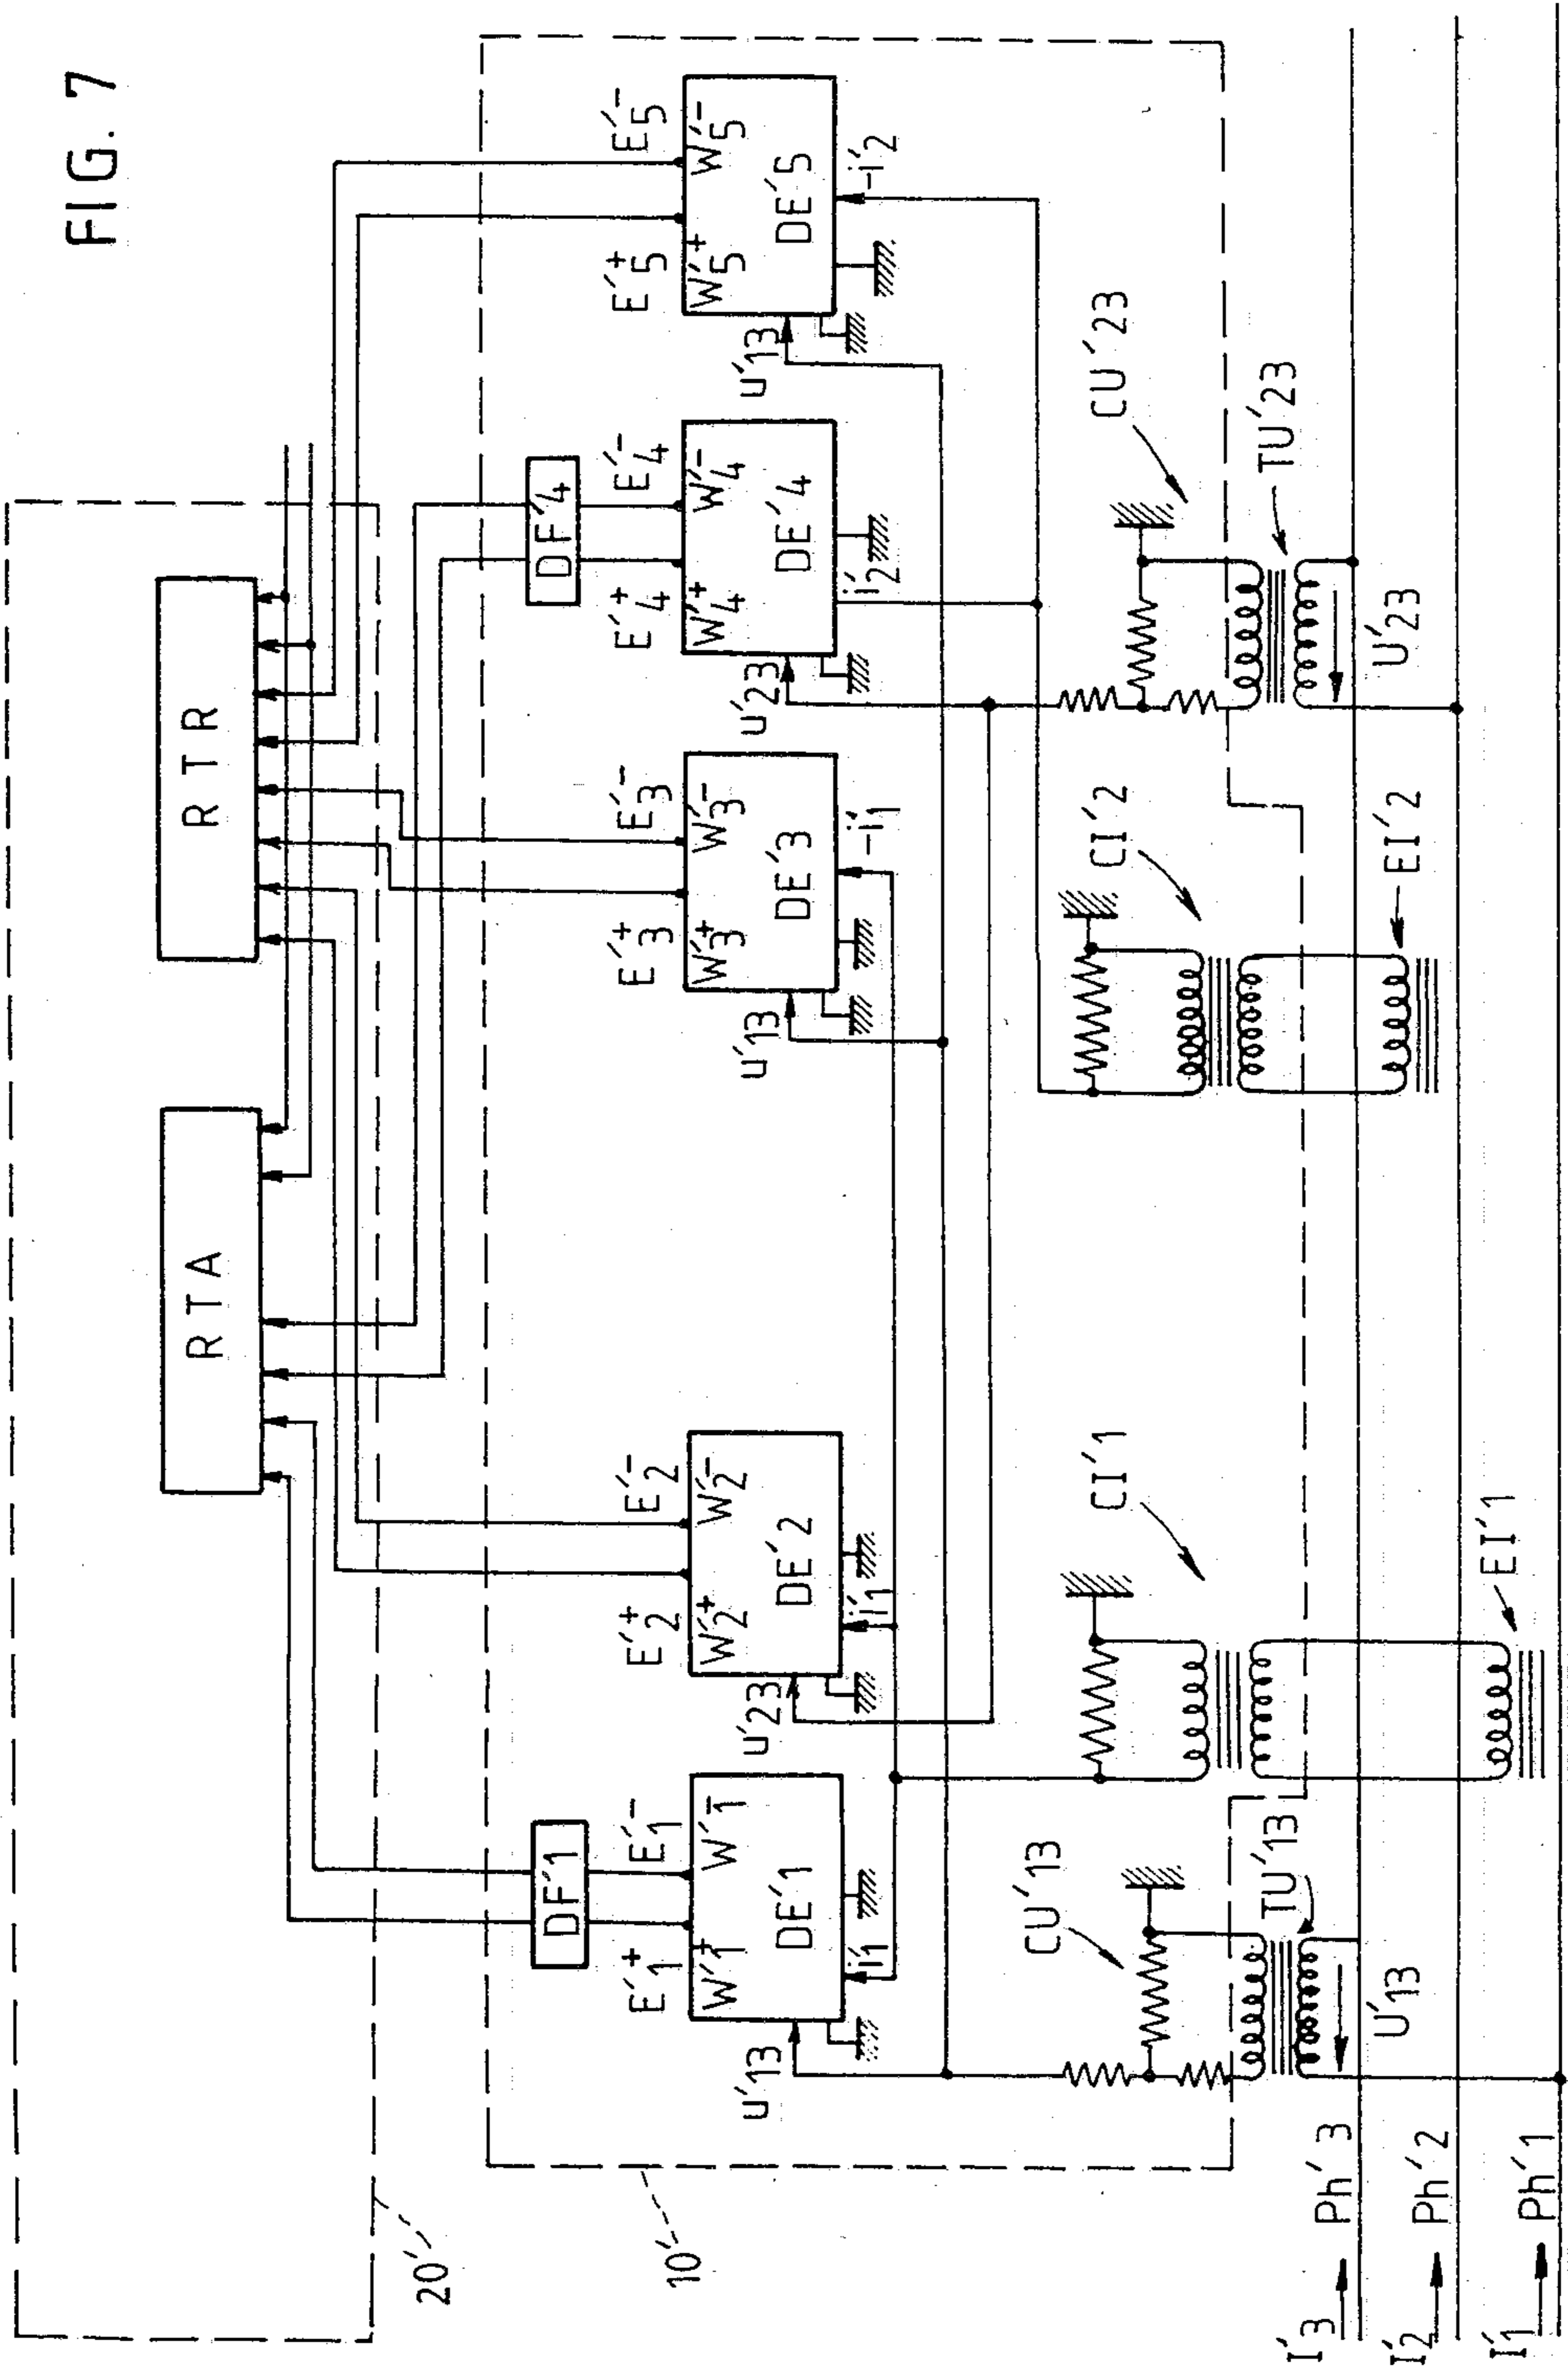 FIG. 7
R T A
R T R
20'
DF'1
DF'4
E'1+
E'1-
E'2+
E'2-
E'3+
E'3-
E'4+
E'4-
E'5+
E'5-
W'1+
W'1-
W'2+
W'2-
W'3+
W'3-
W'4+
W'4-
W'5+
W'5-
DE'1
DE'2
DE'3
DE'4
DE'5
u'13
u'23
u'13
u'23
u'13
i'1
i'1
-i'1
i'2
-i'2
10'
CU'13
CI'1
CI'2
CU'23
TU'13
TU'23
U'13
EI'1
EI'2
U'23
I'3
Ph'3
I'2
Ph'2
I'1
Ph'1